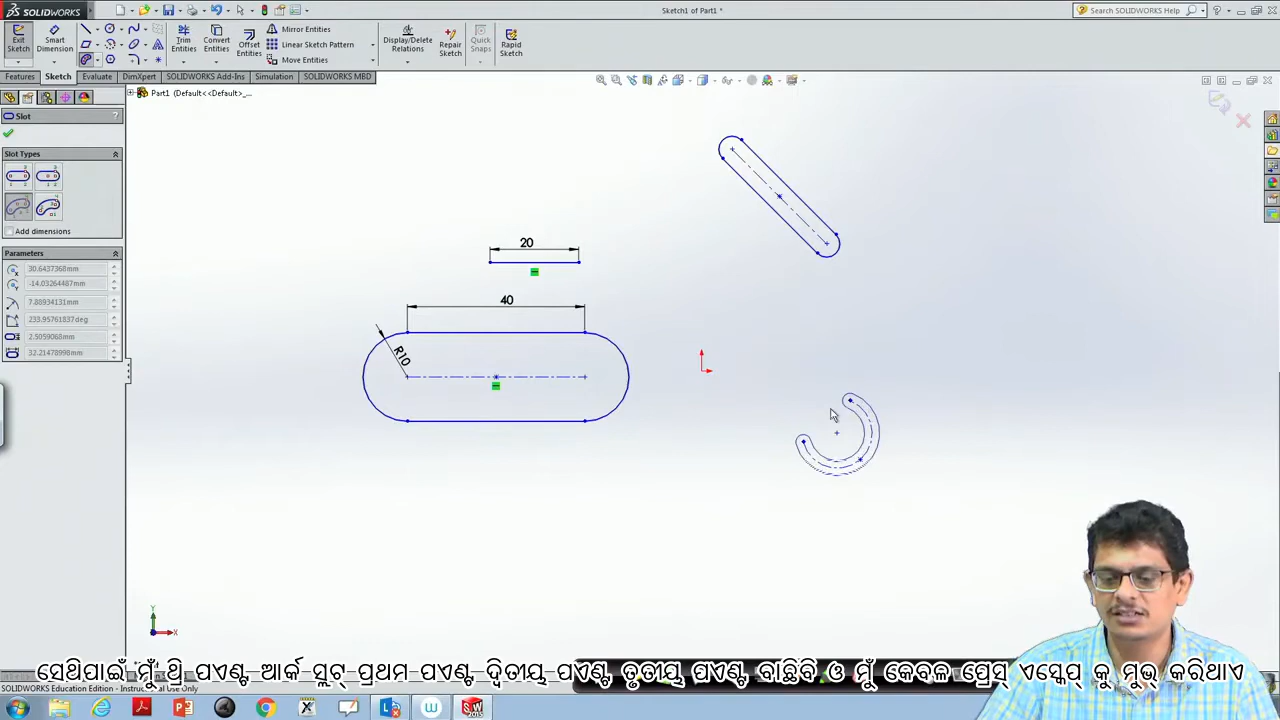 SOLIDWORKS
Sketch1 of Part1 *
Search SOLIDWORKS Help
Exit Sketch
Smart Dimension
Trim Entities
Convert Entities
Offset Entities
Mirror Entities
Linear Sketch Pattern
Move Entities
Display/Delete Relations
Repair Sketch
Quick Snaps
Rapid Sketch
Features Sketch Evaluate DimXpert SOLIDWORKS Add-Ins Simulation SOLIDWORKS MBD
Part1 (Default<<Default>_...
Slot
Slot Types
Add dimensions
Parameters
30.6437368mm
-14.03264487mm
7.88934131mm
233.95761837deg
2.5059068mm
32.21478998mm
20
40
R10
Y
X
ସେଥିପାଇଁ ମୁଁ ଥ୍ରି ପଏଣ୍ଟ ଆର୍କ ସ୍ଲଟ୍ ପ୍ରଥମ ପଏଣ୍ଟ ଦ୍ୱିତୀୟ ପଏଣ୍ଟ ତୃତୀୟ ପଏଣ୍ଟ ବାଛିବି ଓ ମୁଁ କେବଳ ପ୍ରେସ୍ ଏସ୍କେପ୍ କୁ ମୁଭ୍ କରିଥାଏ
SOLIDWORKS Education Edition - Instructional Use Only